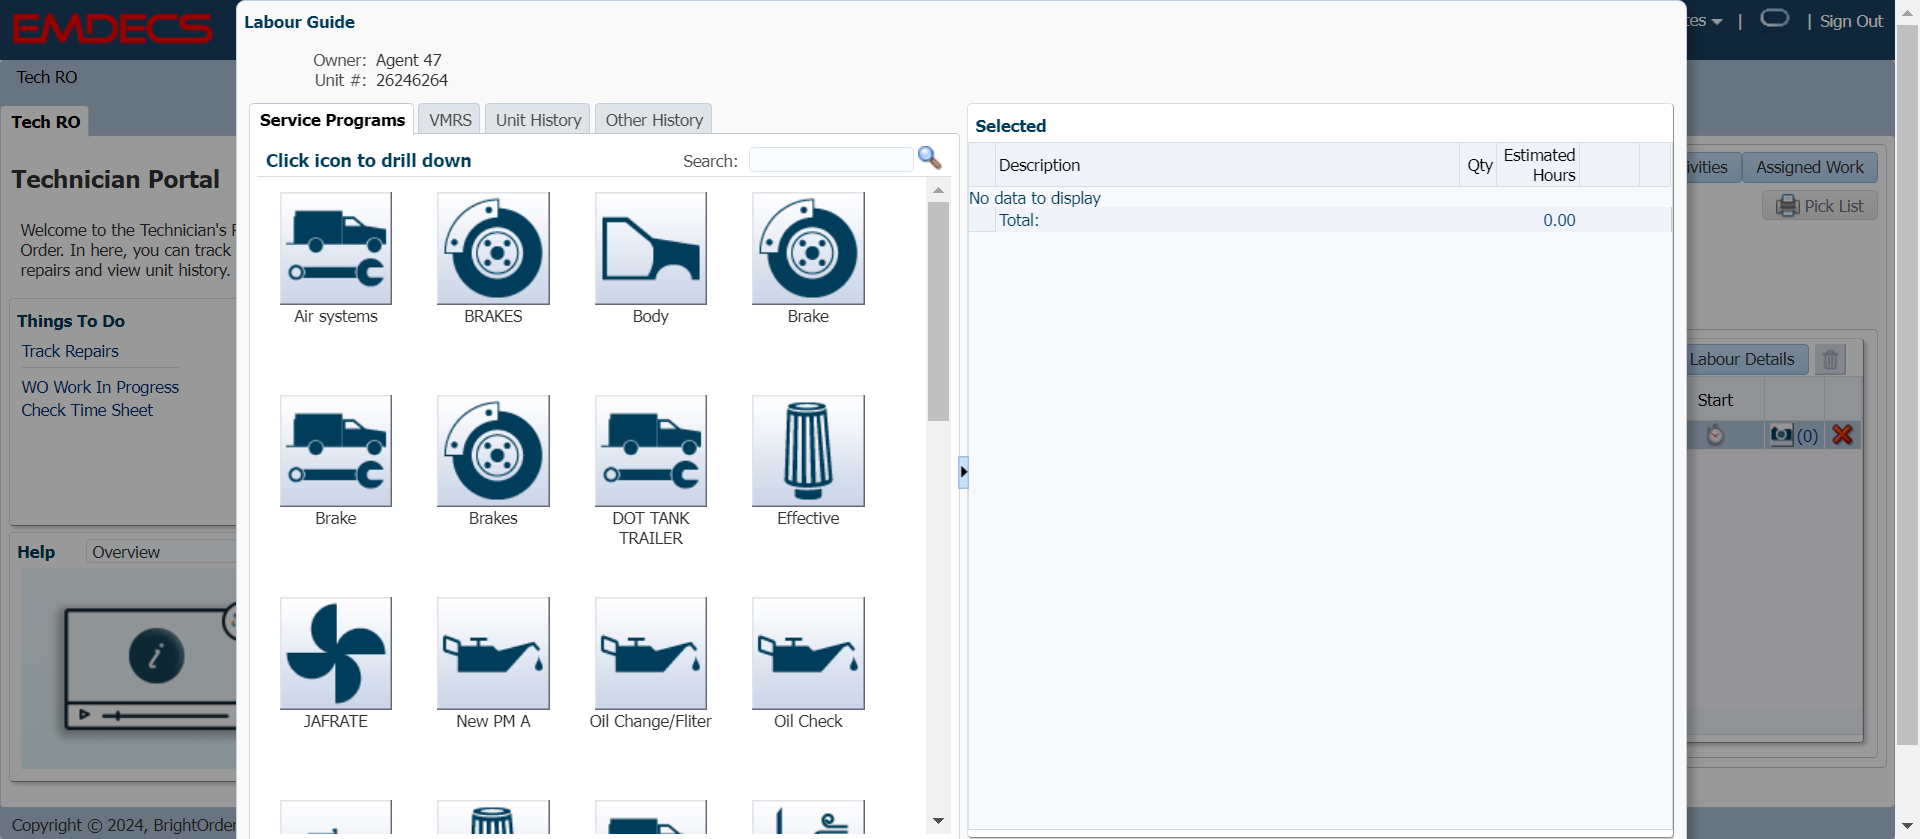 EMDECS
Labour Guide
tes
|
| Sign Out
Owner: Agent 47
Unit #: 26246264
Tech RO
Tech RO
Service Programs
VMRS
Unit History
Other History
Selected
Click icon to drill down
Search:
Description
Qty
Estimated
Hours
No data to display
Total:
0.00
Technician Portal
Welcome to the Technician's
Order. In here, you can track
repairs and view unit history.
Things To Do
Track Repairs
WO Work In Progress
Check Time Sheet
Help
Overview
i
Air systems
BRAKES
Body
Brake
Brake
Brakes
DOT TANK
TRAILER
Effective
JAFRATE
New PM A
Oil Change/Fliter
Oil Check
ivities
Assigned Work
Pick List
Labour Details
Start
(0)
Copyright © 2024, BrightOrder